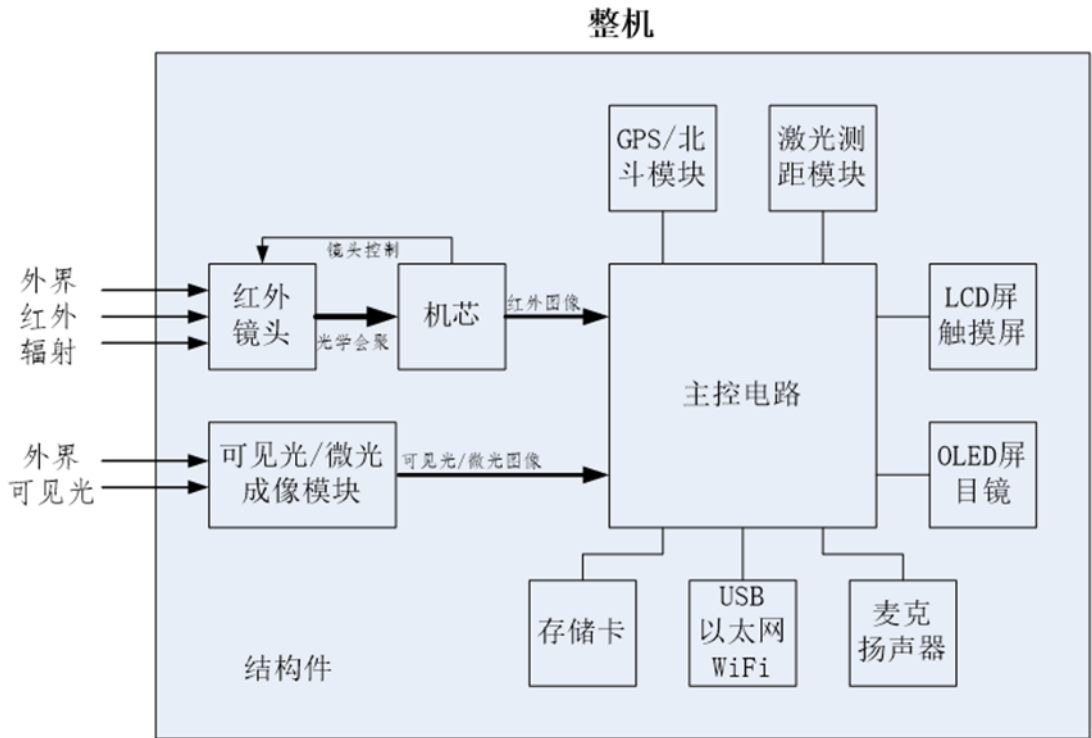 整机
GPS/北
斗模块
激光测
距模块
镜头控制
外界
红外
辐射
红外
镜头
光学会聚
机芯
红外图像
主控电路
LCD屏
触摸屏
外界
可见光
可见光/微光
成像模块
可见光/微光图像
OLED屏
目镜
存储卡
USB
以太网
WiFi
麦克
扬声器
结构件